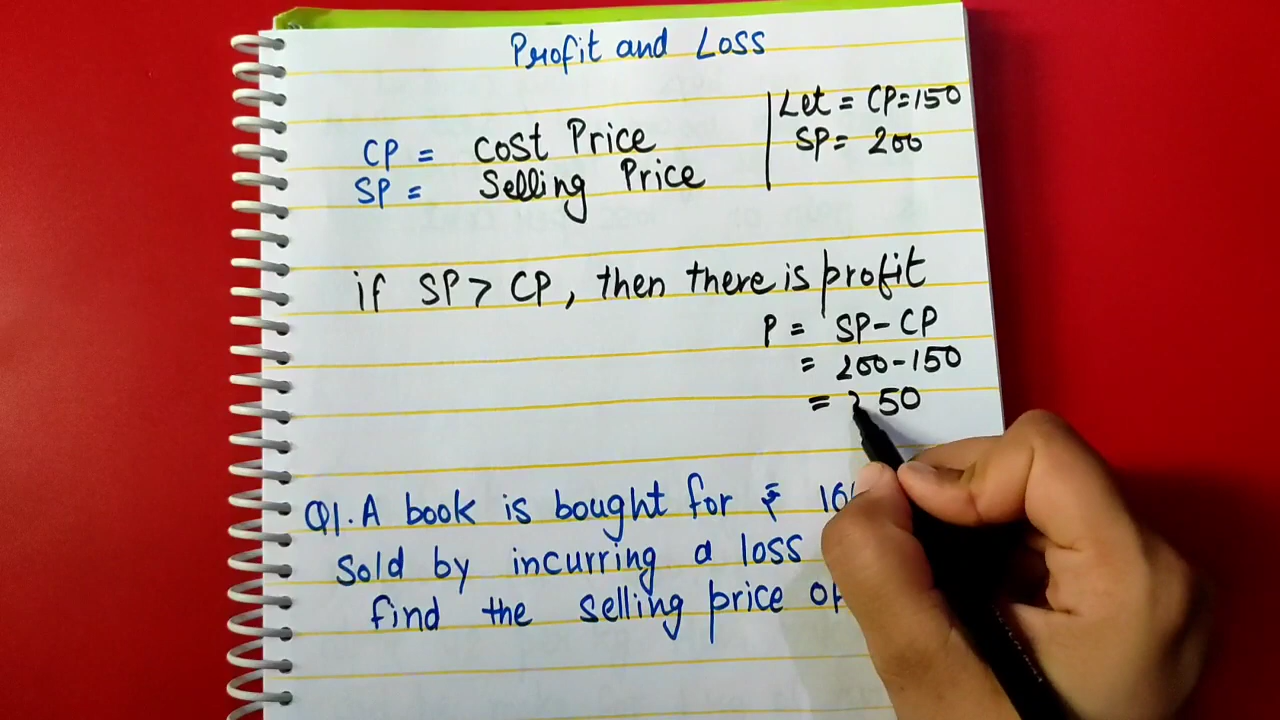 Profit and Loss
Let = CP=150
SP= 200
CP = Cost Price
SP = Selling Price
if SP> CP, then there is profit
P = SP-CP
= 200-150
= 50
Q1. A book is bought for ₹
Sold by incurring a loss
find the selling price